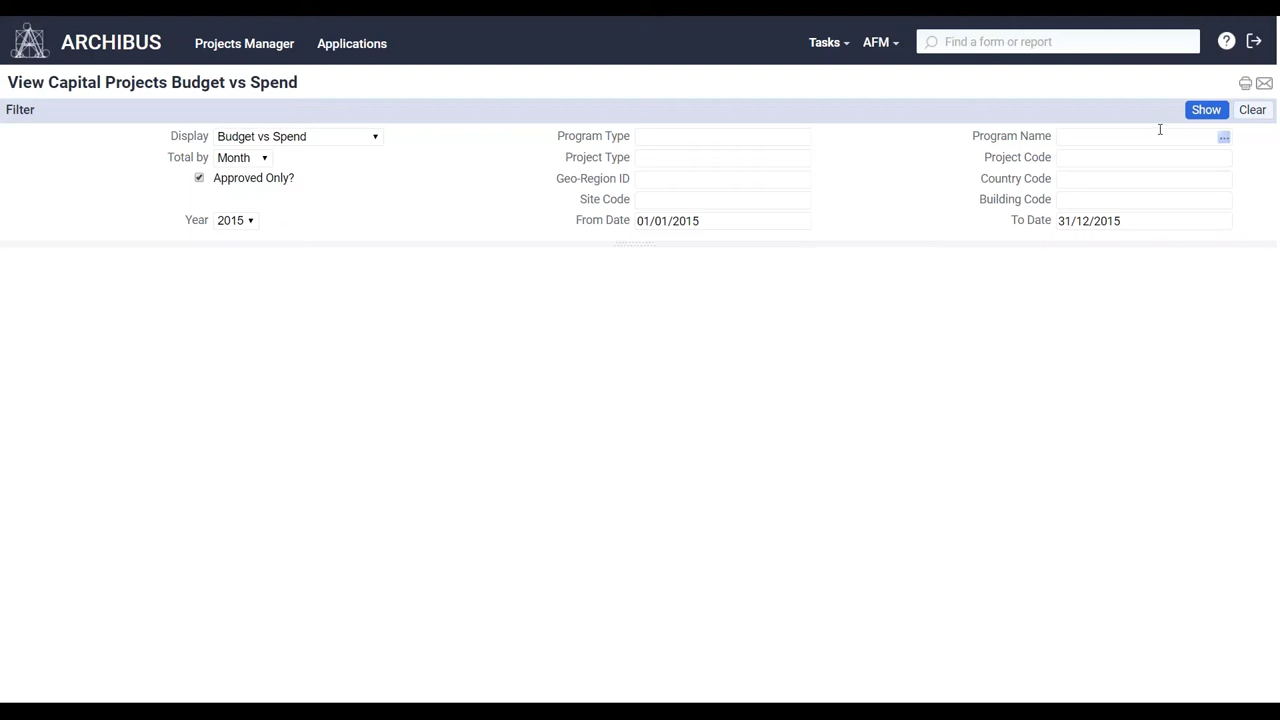 ARCHIBUS Projects Manager Applications Tasks AFM Find a form or report ?
View Capital Projects Budget vs Spend
Filter Show Clear
Display Budget vs Spend Program Type Program Name ...
Total by Month Project Type Project Code
Approved Only? Geo-Region ID Country Code
Site Code Building Code
Year 2015 From Date 01/01/2015 To Date 31/12/2015